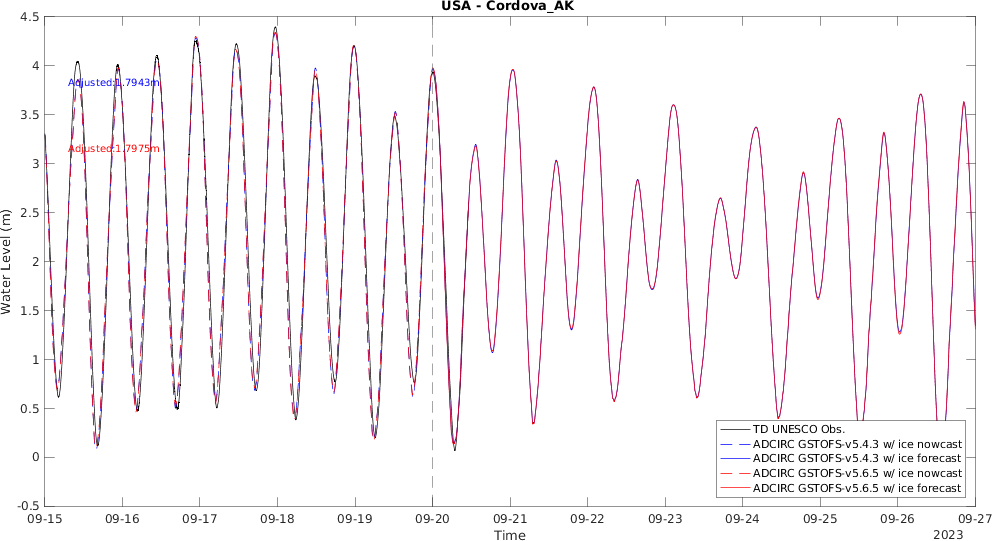 USA - Cordova_AK
4.5
4
3.5
3
2.5
2
1.5
1
0.5
0
-0.5
Water Level (m)
Adjusted:1.7943m
Adjusted:1.7975m
TD UNESCO Obs.
ADCIRC GSTOFS-v5.4.3 w/ ice nowcast
ADCIRC GSTOFS-v5.4.3 w/ ice forecast
ADCIRC GSTOFS-v5.6.5 w/ ice nowcast
ADCIRC GSTOFS-v5.6.5 w/ ice forecast
09-15 09-16 09-17 09-18 09-19 09-20 09-21 09-22 09-23 09-24 09-25 09-26 09-27
Time
2023